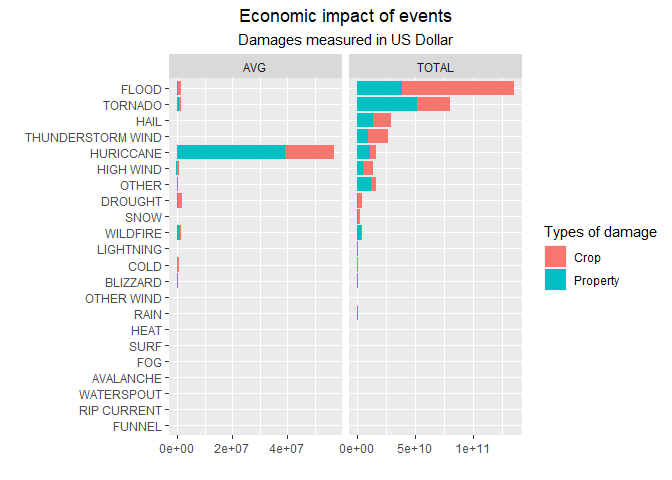 Economic impact of events
Damages measured in US Dollar
AVG
TOTAL
FLOOD
TORNADO
HAIL
THUNDERSTORM WIND
HURICCANE
HIGH WIND
OTHER
DROUGHT
SNOW
WILDFIRE
LIGHTNING
COLD
BLIZZARD
OTHER WIND
RAIN
HEAT
SURF
FOG
AVALANCHE
WATERSPOUT
RIP CURRENT
FUNNEL
0e+00 2e+07 4e+07
0e+00 5e+10 1e+11
Types of damage
Crop
Property